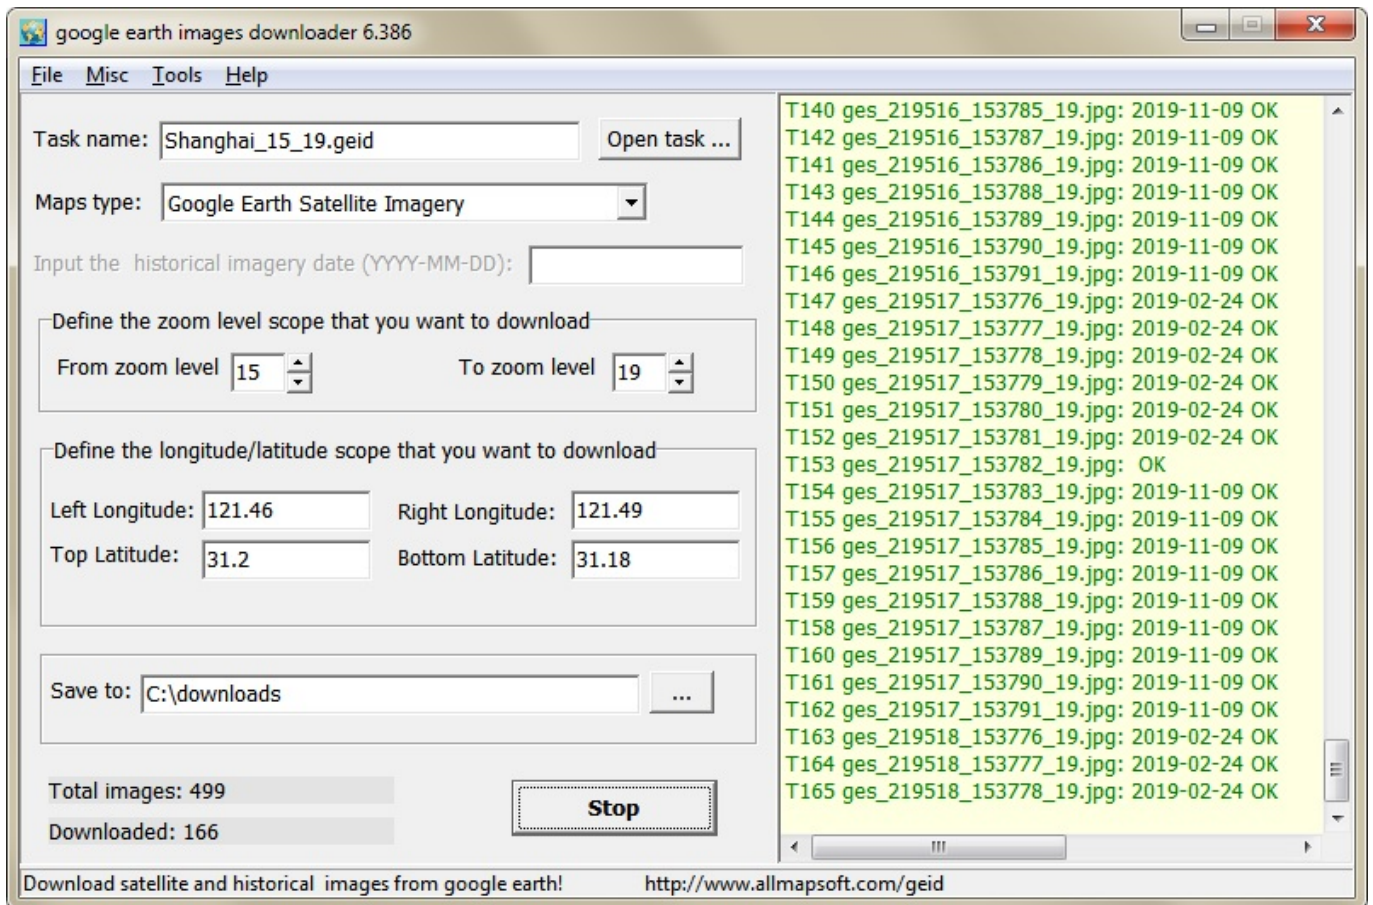 google earth images downloader 6.386
File Misc Tools Help
Task name: Shanghai_15_19.geid Open task ...
Maps type: Google Earth Satellite Imagery
Input the historical imagery date (YYYY-MM-DD):
Define the zoom level scope that you want to download
From zoom level 15 To zoom level 19
Define the longitude/latitude scope that you want to download
Left Longitude: 121.46 Right Longitude: 121.49
Top Latitude: 31.2 Bottom Latitude: 31.18
Save to: C:\downloads ...
Total images: 499
Downloaded: 166
Stop
T140 ges_219516_153785_19.jpg: 2019-11-09 OK
T142 ges_219516_153787_19.jpg: 2019-11-09 OK
T141 ges_219516_153786_19.jpg: 2019-11-09 OK
T143 ges_219516_153788_19.jpg: 2019-11-09 OK
T144 ges_219516_153789_19.jpg: 2019-11-09 OK
T145 ges_219516_153790_19.jpg: 2019-11-09 OK
T146 ges_219516_153791_19.jpg: 2019-11-09 OK
T147 ges_219517_153776_19.jpg: 2019-02-24 OK
T148 ges_219517_153777_19.jpg: 2019-02-24 OK
T149 ges_219517_153778_19.jpg: 2019-02-24 OK
T150 ges_219517_153779_19.jpg: 2019-02-24 OK
T151 ges_219517_153780_19.jpg: 2019-02-24 OK
T152 ges_219517_153781_19.jpg: 2019-02-24 OK
T153 ges_219517_153782_19.jpg: OK
T154 ges_219517_153783_19.jpg: 2019-11-09 OK
T155 ges_219517_153784_19.jpg: 2019-11-09 OK
T156 ges_219517_153785_19.jpg: 2019-11-09 OK
T157 ges_219517_153786_19.jpg: 2019-11-09 OK
T159 ges_219517_153788_19.jpg: 2019-11-09 OK
T158 ges_219517_153787_19.jpg: 2019-11-09 OK
T160 ges_219517_153789_19.jpg: 2019-11-09 OK
T161 ges_219517_153790_19.jpg: 2019-11-09 OK
T162 ges_219517_153791_19.jpg: 2019-11-09 OK
T163 ges_219518_153776_19.jpg: 2019-02-24 OK
T164 ges_219518_153777_19.jpg: 2019-02-24 OK
T165 ges_219518_153778_19.jpg: 2019-02-24 OK
Download satellite and historical images from google earth! http://www.allmapsoft.com/geid